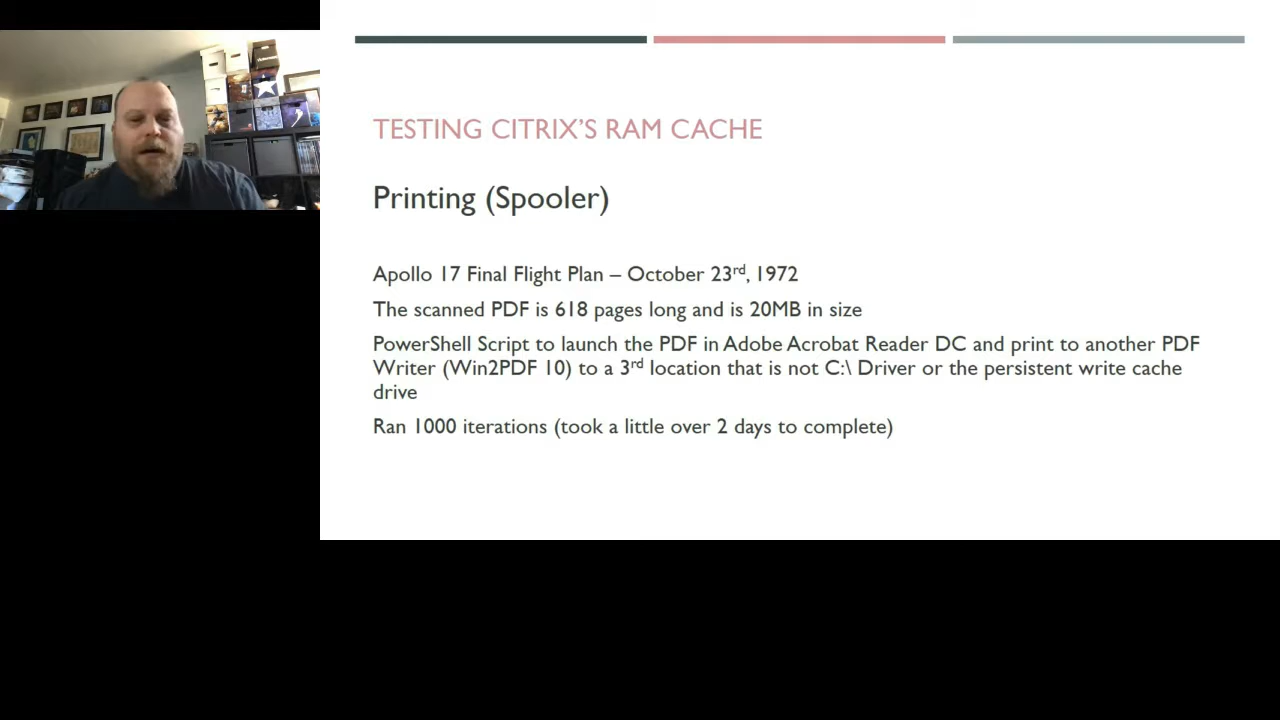 TESTING CITRIX'S RAM CACHE
Printing (Spooler)
Apollo 17 Final Flight Plan – October 23rd, 1972
The scanned PDF is 618 pages long and is 20MB in size
PowerShell Script to launch the PDF in Adobe Acrobat Reader DC and print to another PDF
Writer (Win2PDF 10) to a 3rd location that is not C:\ Driver or the persistent write cache
drive
Ran 1000 iterations (took a little over 2 days to complete)